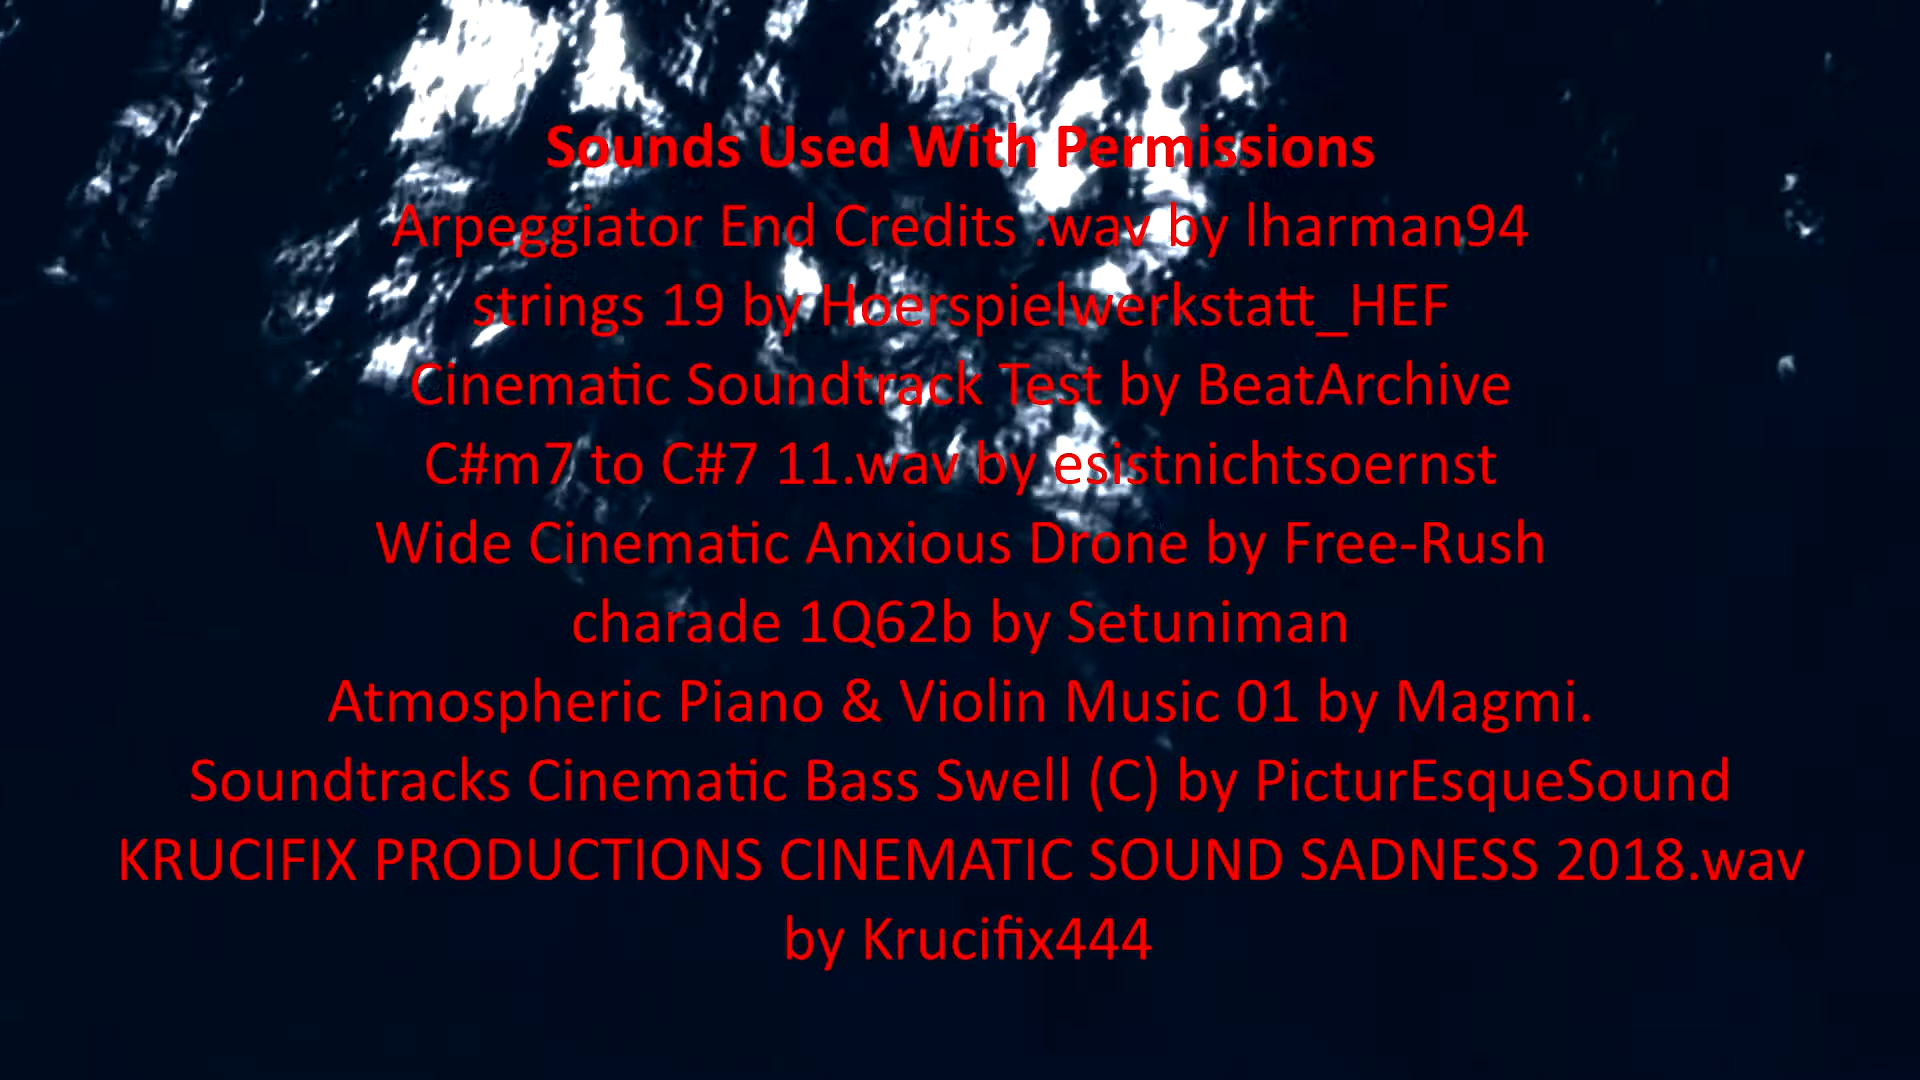 Sounds Used With Permissions
Arpeggiator End Credits .wav by lharman94
strings 19 by Hoerspielwerkstatt_HEF
Cinematic Soundtrack Test by BeatArchive
C#m7 to C#7 11.wav by esistnichtsoernst
Wide Cinematic Anxious Drone by Free-Rush
charade 1Q62b by Setuniman
Atmospheric Piano & Violin Music 01 by Magmi.
Soundtracks Cinematic Bass Swell (C) by PicturEsqueSound
KRUCIFIX PRODUCTIONS CINEMATIC SOUND SADNESS 2018.wav
by Krucifix444